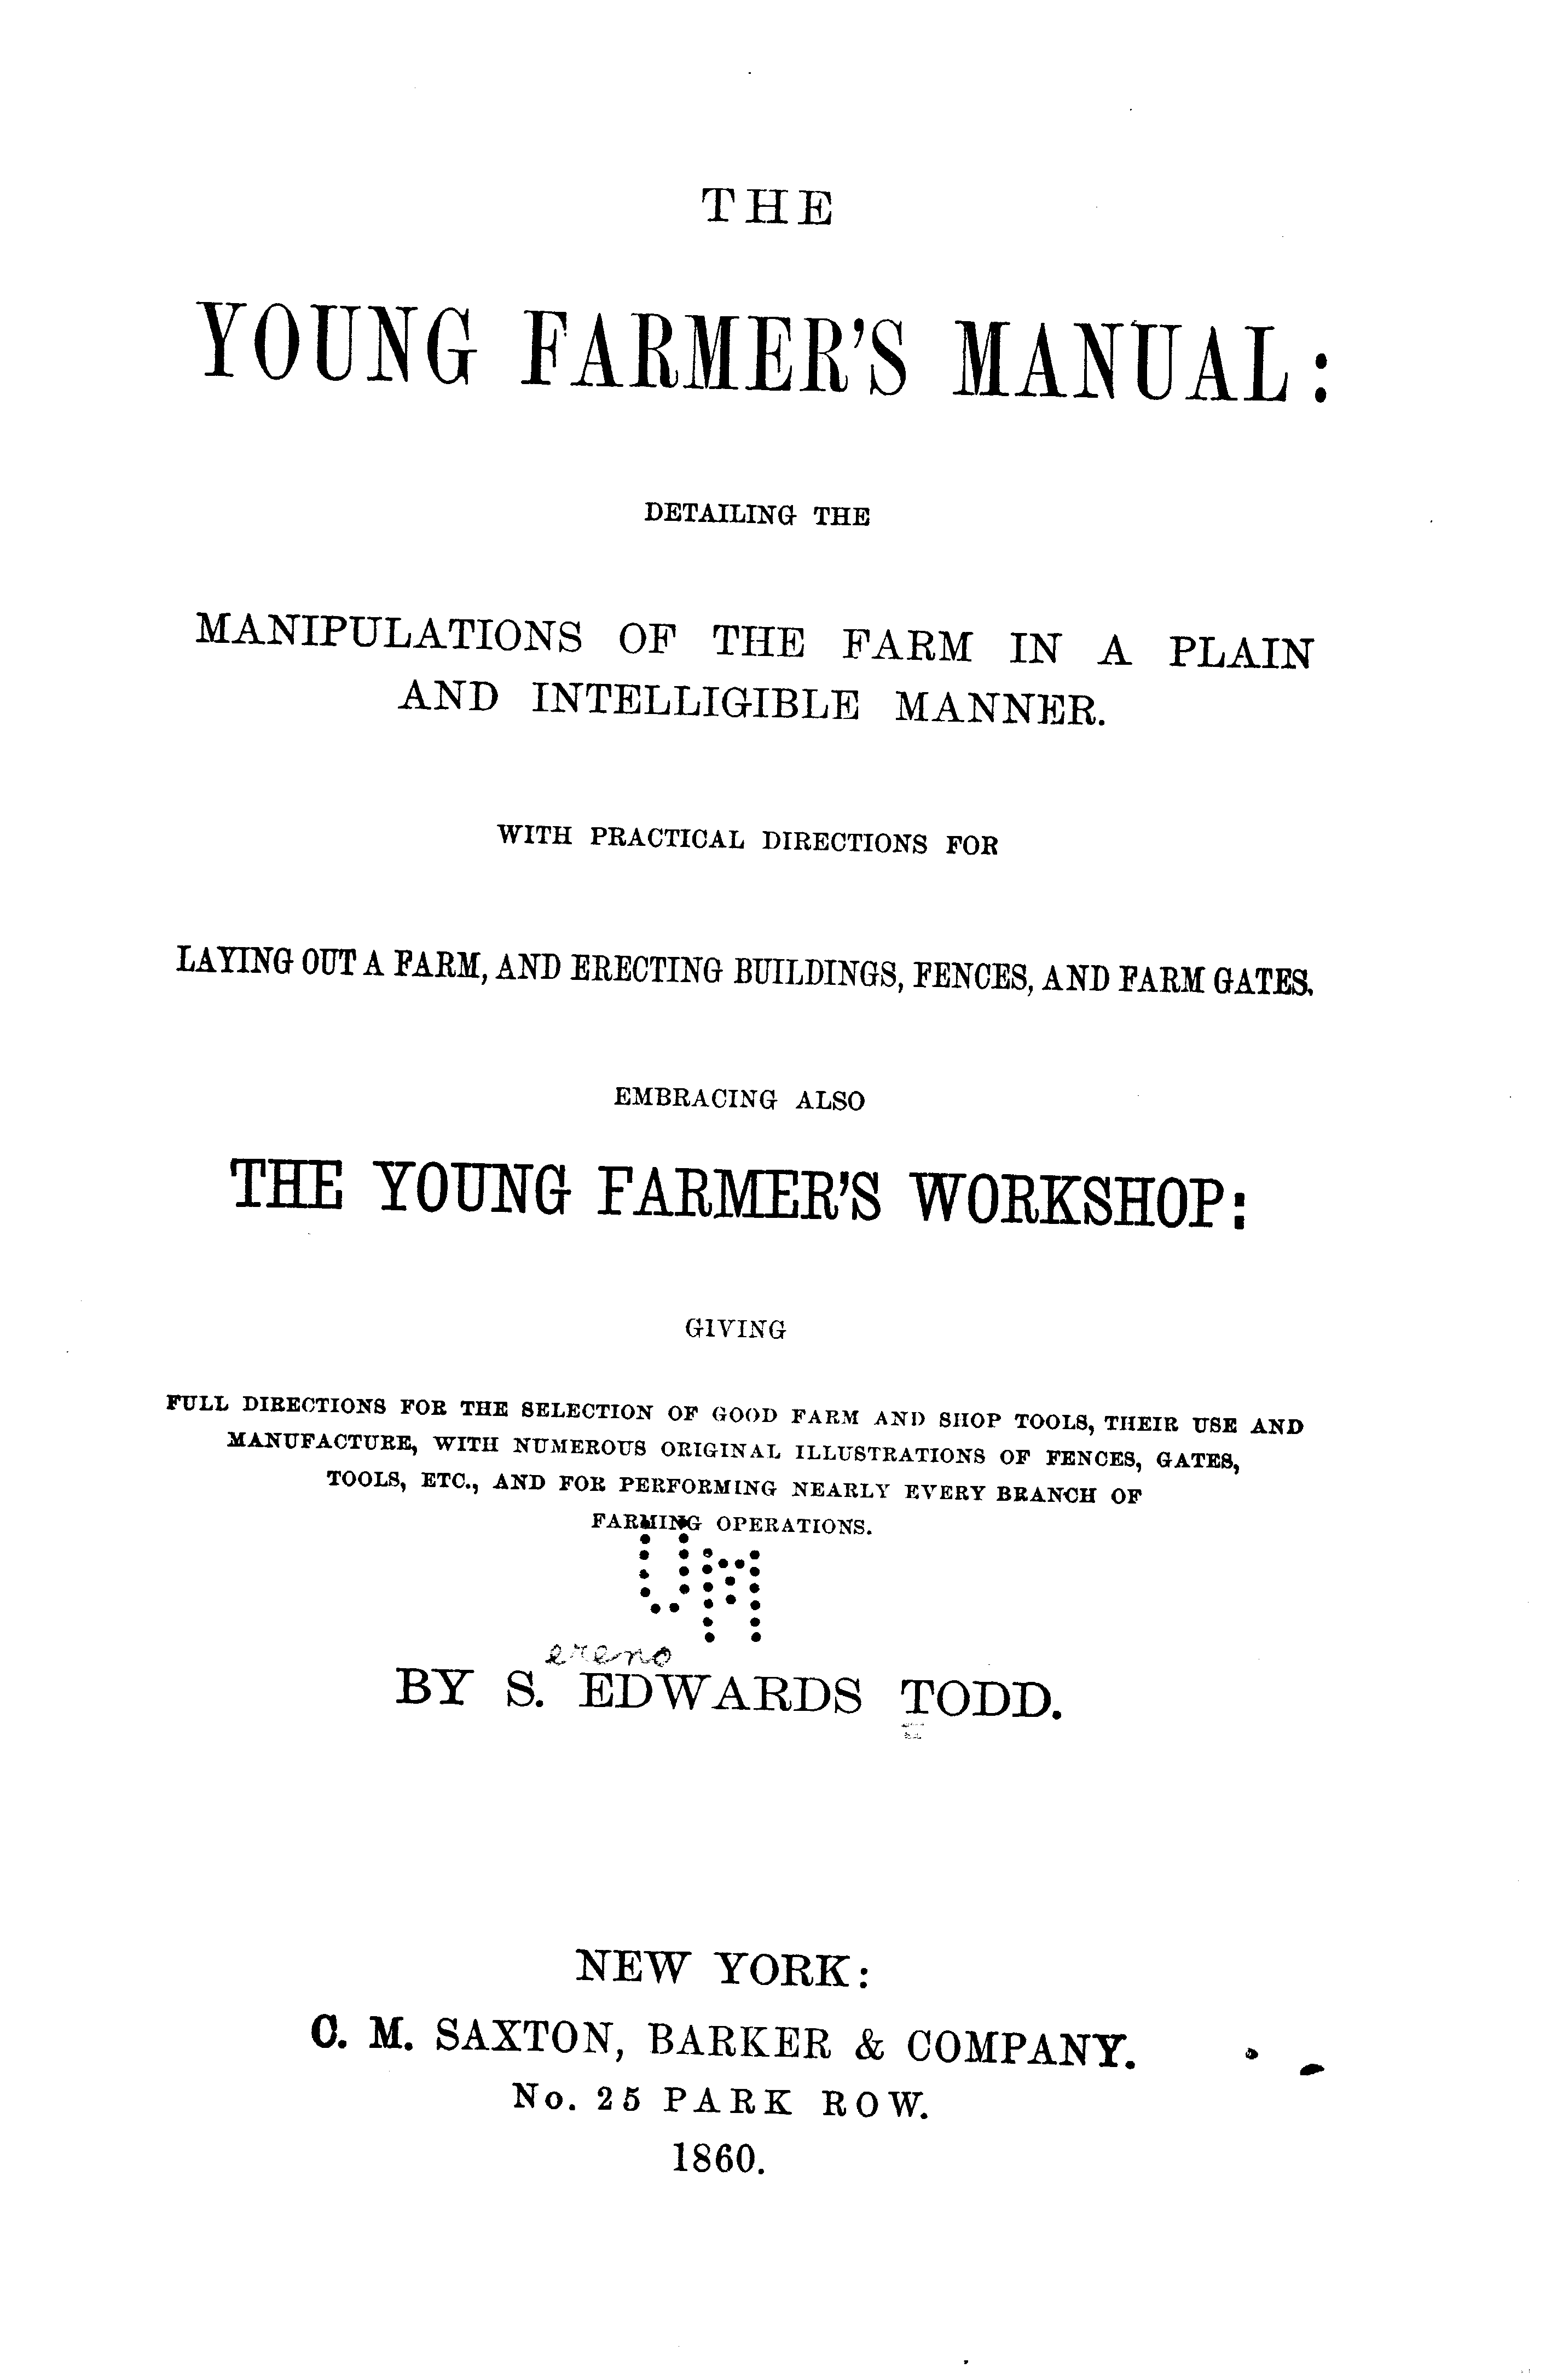 THE
YOUNG FARMER'S MANUAL:
DETAILING THE
MANIPULATIONS OF THE FARM IN A PLAIN
AND INTELLIGIBLE MANNER.
WITH PRACTICAL DIRECTIONS FOR
LAYING OUT A FARM, AND ERECTING BUILDINGS, FENCES, AND FARM GATES.
EMBRACING ALSO
THE YOUNG FARMER'S WORKSHOP:
GIVING
FULL DIRECTIONS FOR THE SELECTION OF GOOD FARM AND SHOP TOOLS, THEIR USE AND
MANUFACTURE, WITH NUMEROUS ORIGINAL ILLUSTRATIONS OF FENCES, GATES,
TOOLS, ETC., AND FOR PERFORMING NEARLY EVERY BRANCH OF
FARMING OPERATIONS.
UM
ereno
BY S. EDWARDS TODD.
NEW YORK:
C. M. SAXTON, BARKER & COMPANY.
No. 25 PARK ROW.
1860.